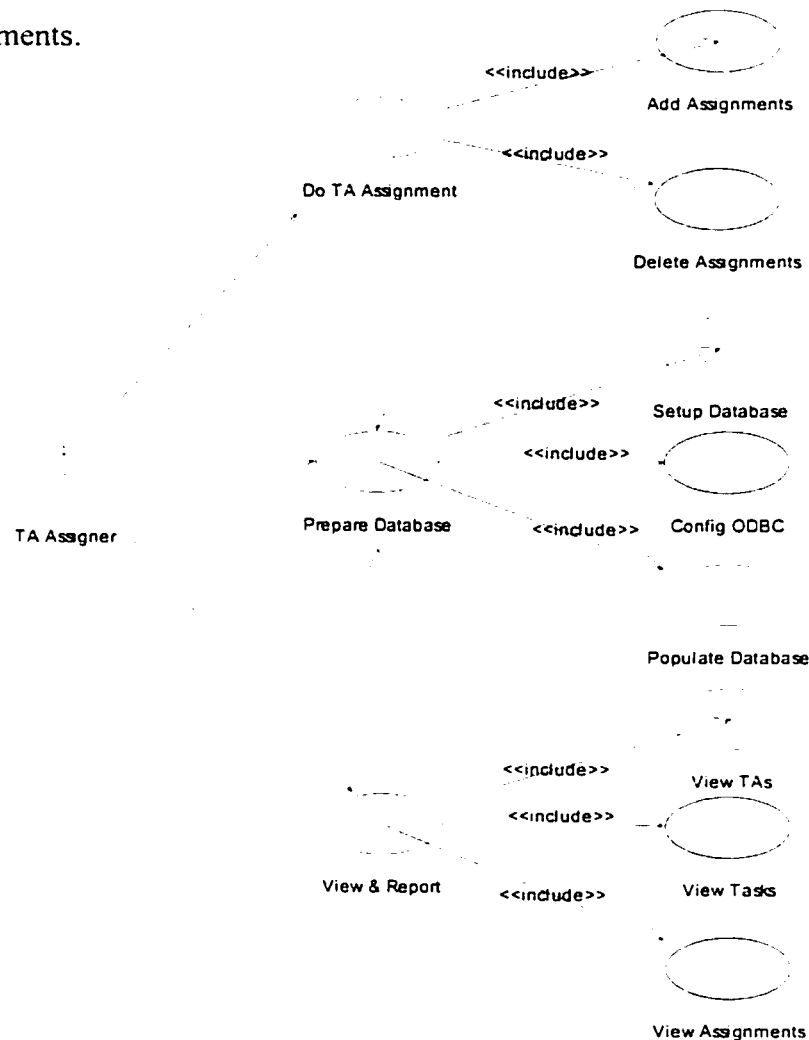 ments.
<<include>>
Add Assignments
<<include>>
Do TA Assignment
Delete Assignments
<<include>>
Setup Database
<<include>>
TA Assigner
Prepare Database
<<include>>
Config ODBC
Populate Database
<<include>>
View TAs
<<include>>
View & Report
<<include>>
View Tasks
View Assignments